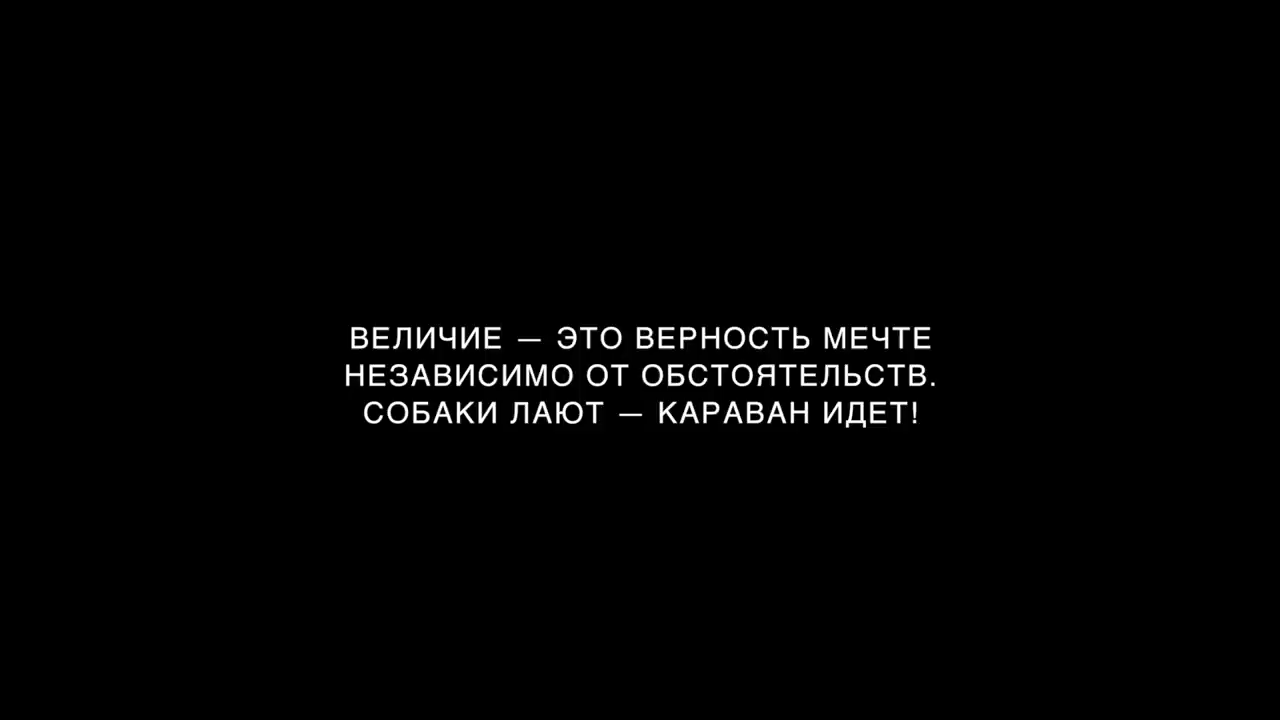 ВЕЛИЧИЕ — ЭТО ВЕРНОСТЬ МЕЧТЕ
НЕЗАВИСИМО ОТ ОБСТОЯТЕЛЬСТВ.
СОБАКИ ЛАЮТ — КАРАВАН ИДЕТ!